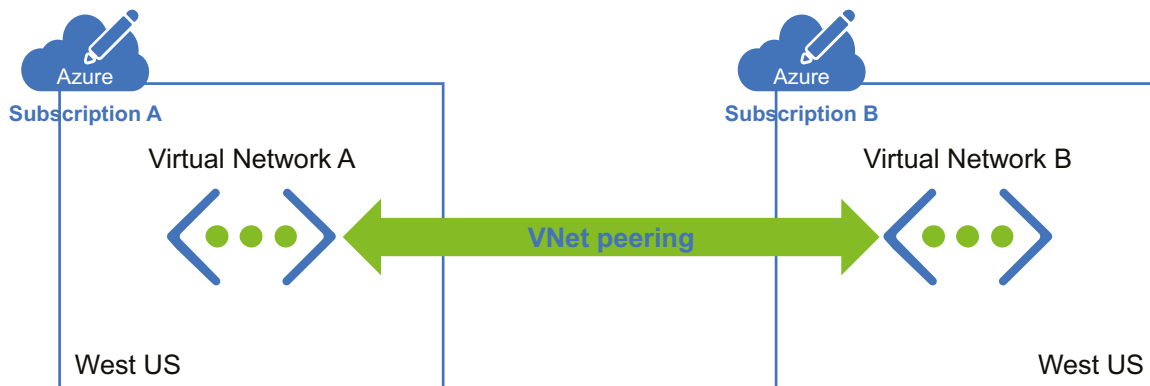 Azure
Subscription A
Virtual Network A
West US
VNet peering
Azure
Subscription B
Virtual Network B
West US